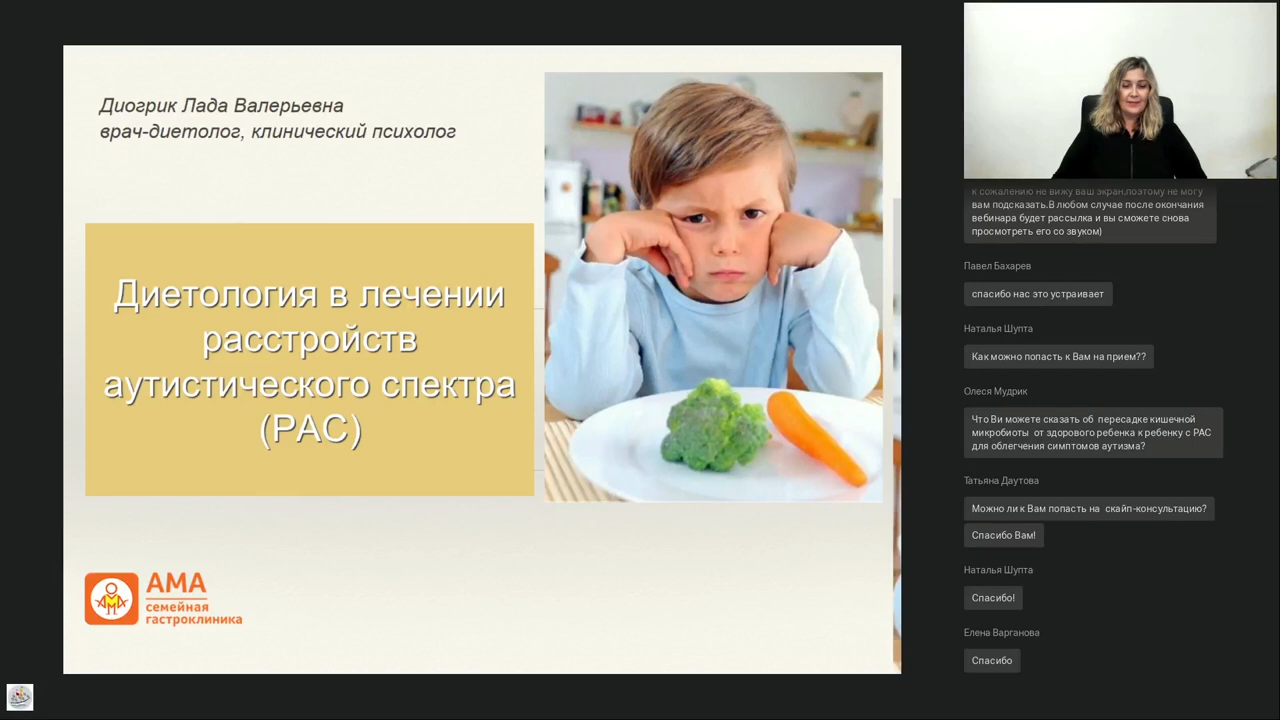 Диогрик Лада Валерьевна
врач-диетолог, клинический психолог
Диетология в лечении
расстройств
аутистического спектра
(РАС)
АМА
семейная
гастроклиника
к сожалению не вижу ваш экран,поэтому не могу
вам подсказать.В любом случае после окончания
вебинара будет рассылка и вы сможете снова
просмотреть его со звуком)
Павел Бахарев
спасибо нас это устраивает
Наталья Шупта
Как можно попасть к Вам на прием??
Олеся Мудрик
Что Ви можете сказать об пересадке кишечной
микробиоты от здорового ребенка к ребенку с РАС
для облегчения симптомов аутизма?
Татьяна Даутова
Можно ли к Вам попасть на скайп-консультацию?
Спасибо Вам!
Наталья Шупта
Спасибо!
Елена Варганова
Спасибо